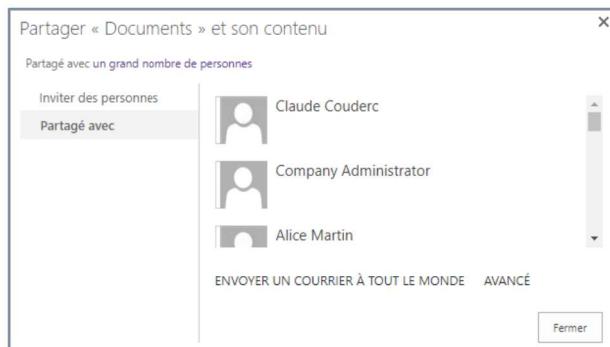 Partager « Documents » et son contenu
Partagé avec un grand nombre de personnes
Inviter des personnes
Partagé avec
Claude Couderc
Company Administrator
Alice Martin
ENVOYER UN COURRIER À TOUT LE MONDE AVANCÉ
Fermer